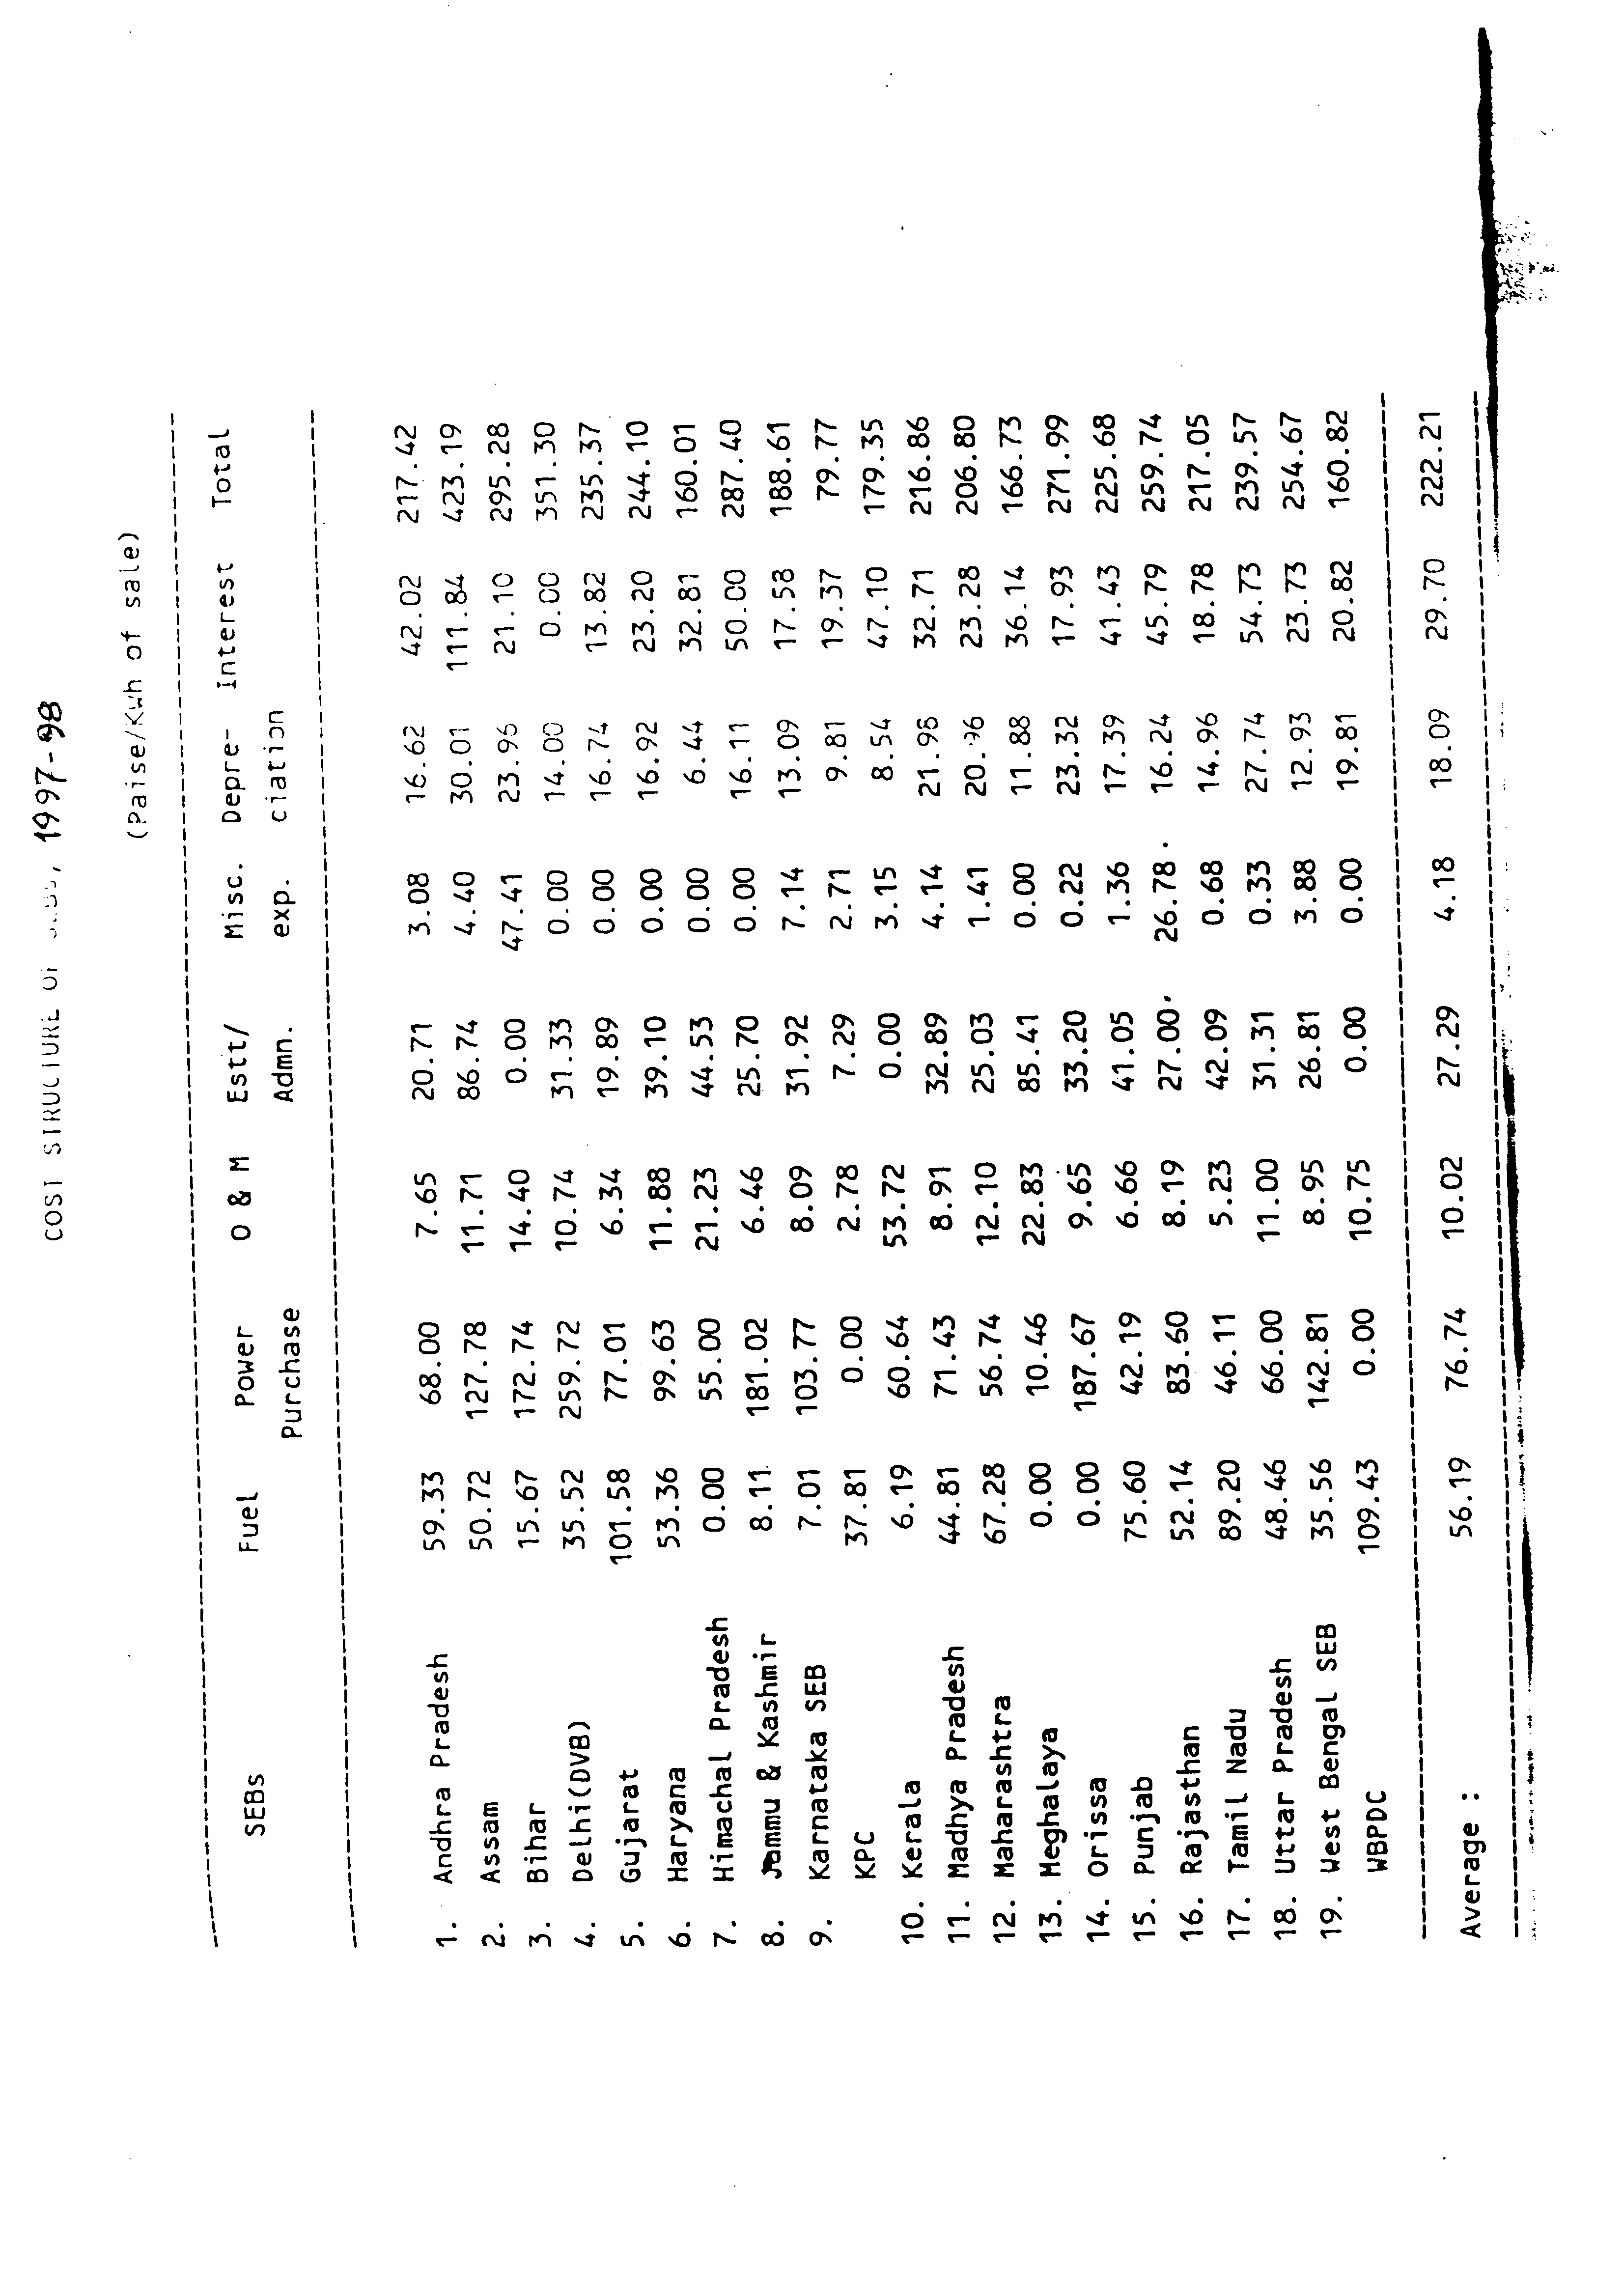 COST STRUCTURE OF SEBs, 1997-98
(Paise/Kwh of sale)
SEBs Fuel Power O & M Estt/ Misc. Depre- Interest Total
Purchase Admn. exp. ciation
1. Andhra Pradesh 59.33 68.00 7.65 20.71 3.08 16.62 42.02 217.42
2. Assam 50.72 127.78 11.71 86.74 4.40 30.01 111.84 423.19
3. Bihar 15.67 172.74 14.40 0.00 47.41 23.96 21.10 295.28
4. Delhi(DVB) 35.52 259.72 10.74 31.33 0.00 14.00 0.00 351.30
5. Gujarat 101.58 77.01 6.34 19.89 0.00 16.74 13.82 235.37
6. Haryana 53.36 99.63 11.88 39.10 0.00 16.92 23.20 244.10
7. Himachal Pradesh 0.00 55.00 21.23 44.53 0.00 6.44 32.81 160.01
8. Jammu & Kashmir 8.11 181.02 6.46 25.70 0.00 16.11 50.00 287.40
9. Karnataka SEB 7.01 103.77 8.09 31.92 7.14 13.09 17.58 188.61
KPC 37.81 0.00 2.78 7.29 2.71 9.81 19.37 79.77
10. Kerala 6.19 60.64 53.72 0.00 3.15 8.54 47.10 179.35
11. Madhya Pradesh 44.81 71.43 8.91 32.89 4.14 21.98 32.71 216.86
12. Maharashtra 67.28 56.74 12.10 25.03 1.41 20.96 23.28 206.80
13. Meghalaya 0.00 10.46 22.83 85.41 0.00 11.88 36.14 166.73
14. Orissa 0.00 187.67 9.65 33.20 0.22 23.32 17.93 271.99
15. Punjab 75.60 42.19 6.66 41.05 1.36 17.39 41.43 225.68
16. Rajasthan 52.14 83.60 8.19 27.00 26.78 16.24 45.79 259.74
17. Tamil Nadu 89.20 46.11 5.23 42.09 0.68 14.96 18.78 217.05
18. Uttar Pradesh 48.46 66.00 11.00 31.31 0.33 27.74 54.73 239.57
19. West Bengal SEB 35.56 142.81 8.95 26.81 3.88 12.93 23.73 254.67
WBPDC 109.43 0.00 10.75 0.00 0.00 19.81 20.82 160.82
Average : 56.19 76.74 10.02 27.29 4.18 18.09 29.70 222.21